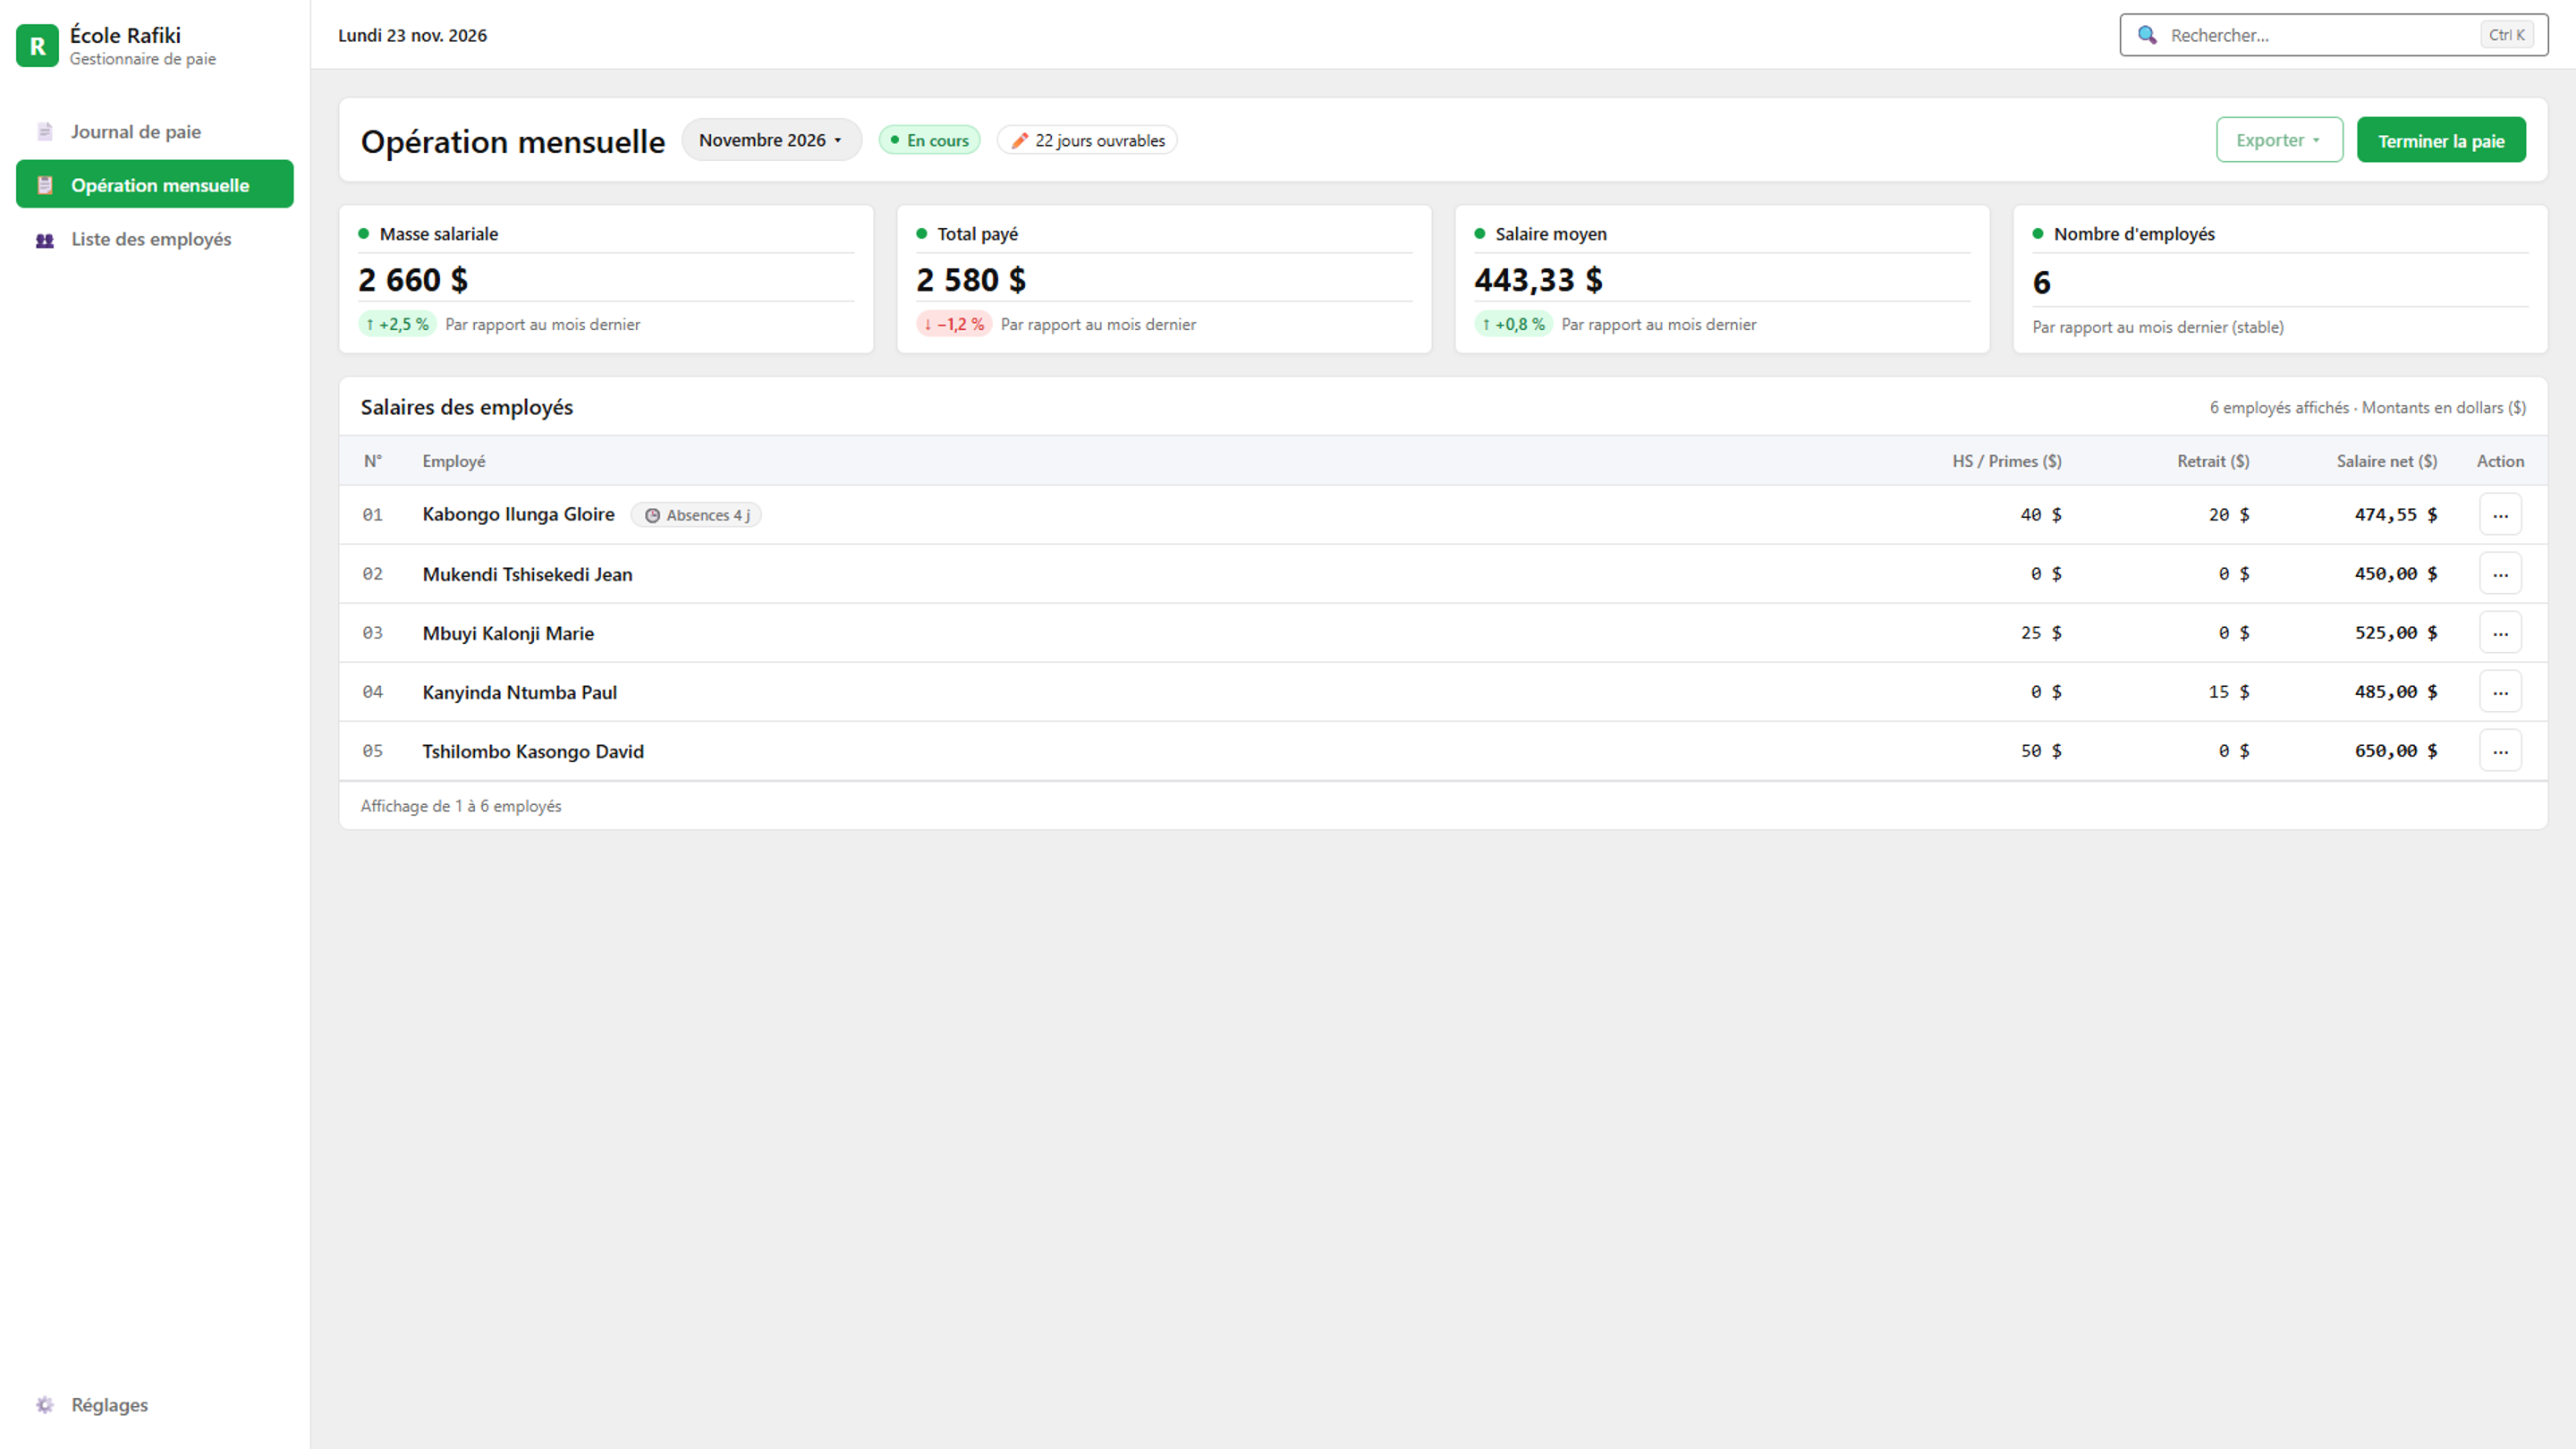 R
École Rafiki
Gestionnaire de paie
Journal de paie
Opération mensuelle
Liste des employés
Réglages
Lundi 23 nov. 2026
Rechercher... Ctrl K
Opération mensuelle Novembre 2026 En cours 22 jours ouvrables Exporter Terminer la paie
Masse salariale
2 660 $
↑ +2,5 % Par rapport au mois dernier
Total payé
2 580 $
↓ −1,2 % Par rapport au mois dernier
Salaire moyen
443,33 $
↑ +0,8 % Par rapport au mois dernier
Nombre d'employés
6
Par rapport au mois dernier (stable)
Salaires des employés 6 employés affichés · Montants en dollars ($)
N° Employé HS / Primes ($) Retrait ($) Salaire net ($) Action
01 Kabongo Ilunga Gloire Absences 4 j 40 $ 20 $ 474,55 $ ...
02 Mukendi Tshisekedi Jean 0 $ 0 $ 450,00 $ ...
03 Mbuyi Kalonji Marie 25 $ 0 $ 525,00 $ ...
04 Kanyinda Ntumba Paul 0 $ 15 $ 485,00 $ ...
05 Tshilombo Kasongo David 50 $ 0 $ 650,00 $ ...
Affichage de 1 à 6 employés